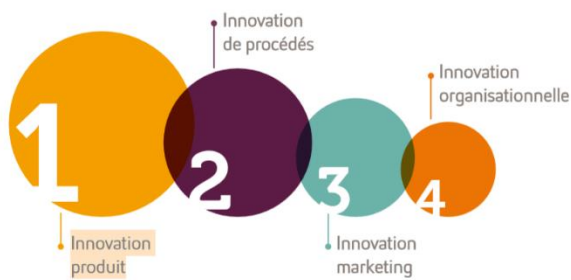 1
Innovation
produit
2
Innovation
de procédés
3
Innovation
marketing
4
Innovation
organisationnelle